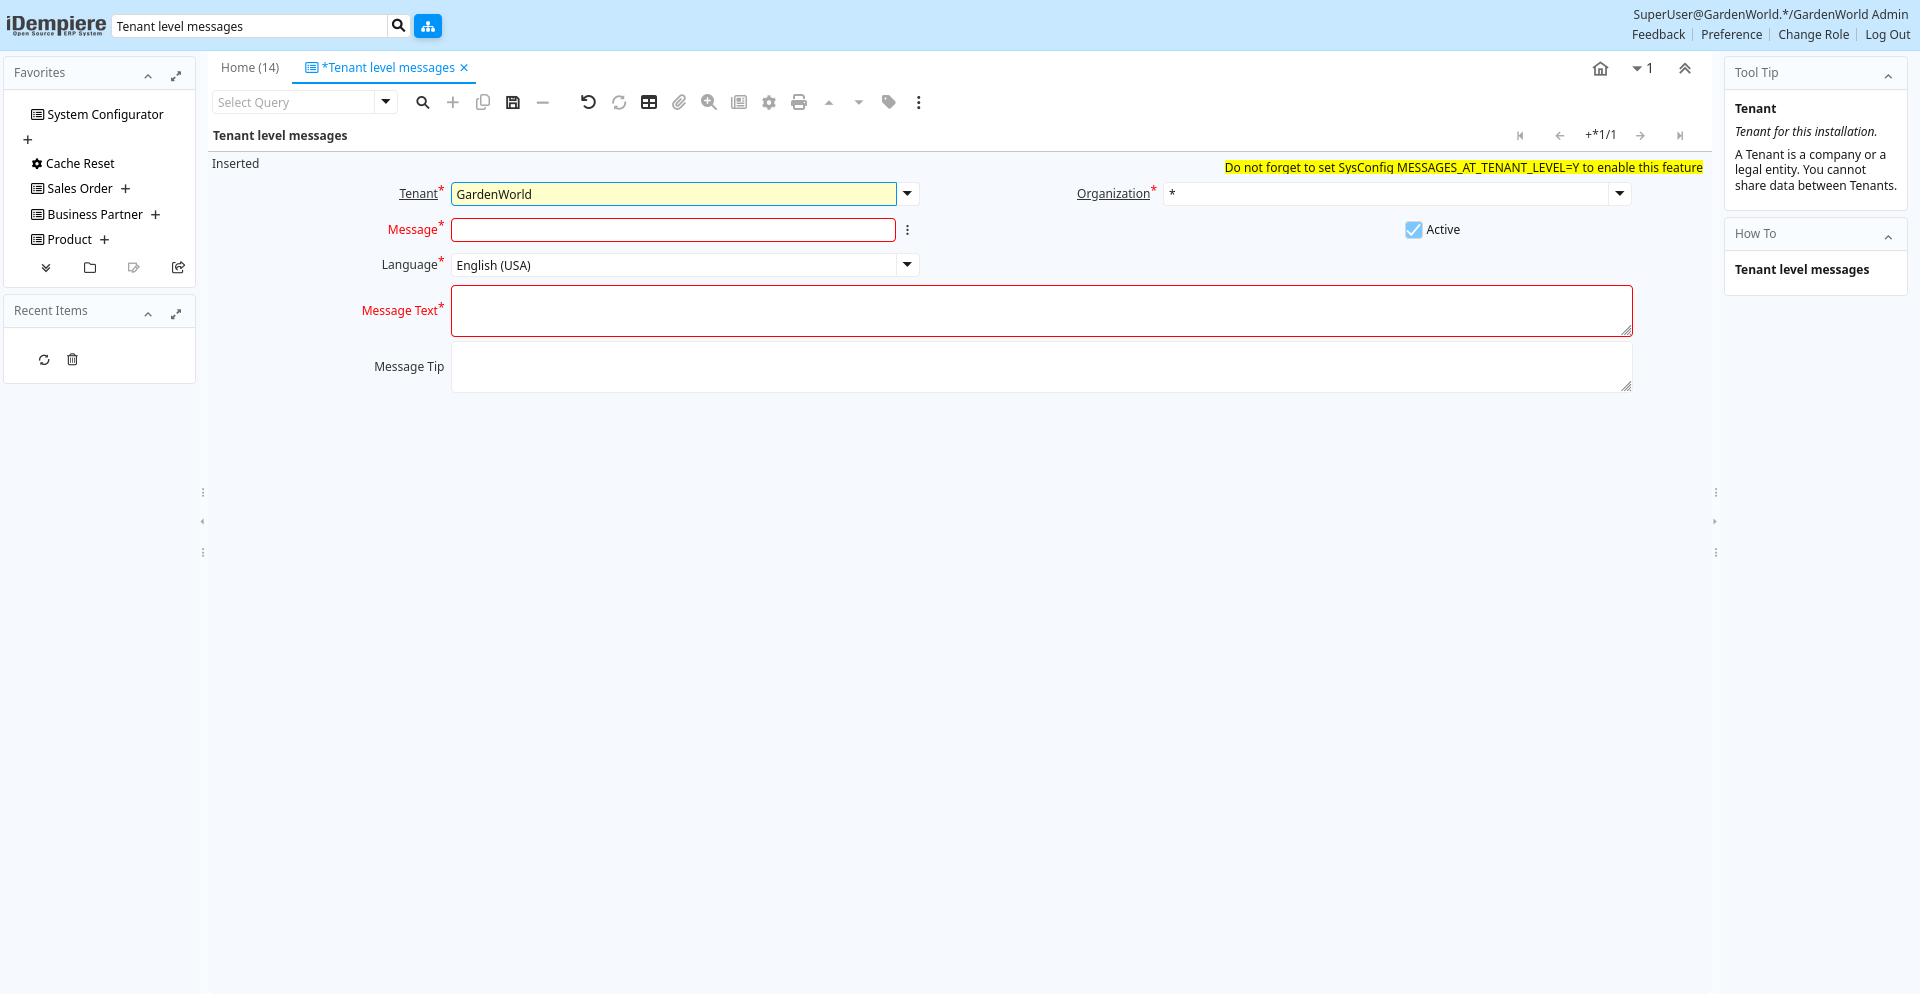 iDempiere
Open Source ERP System
Tenant level messages
SuperUser@GardenWorld.*/GardenWorld Admin
Feedback
Preference
Change Role
Log Out
Favorites
System Configurator
Cache Reset
Sales Order
Business Partner
Product
Recent Items
Home (14)
*Tenant level messages
1
Select Query
Tenant level messages
+*1/1
Inserted
Do not forget to set SysConfig MESSAGES_AT_TENANT_LEVEL=Y to enable this feature
Tenant*
GardenWorld
Organization*
*
Message*
Active
Language*
English (USA)
Message Text*
Message Tip
Tool Tip
Tenant
Tenant for this installation.
A Tenant is a company or a
legal entity. You cannot
share data between Tenants.
How To
Tenant level messages